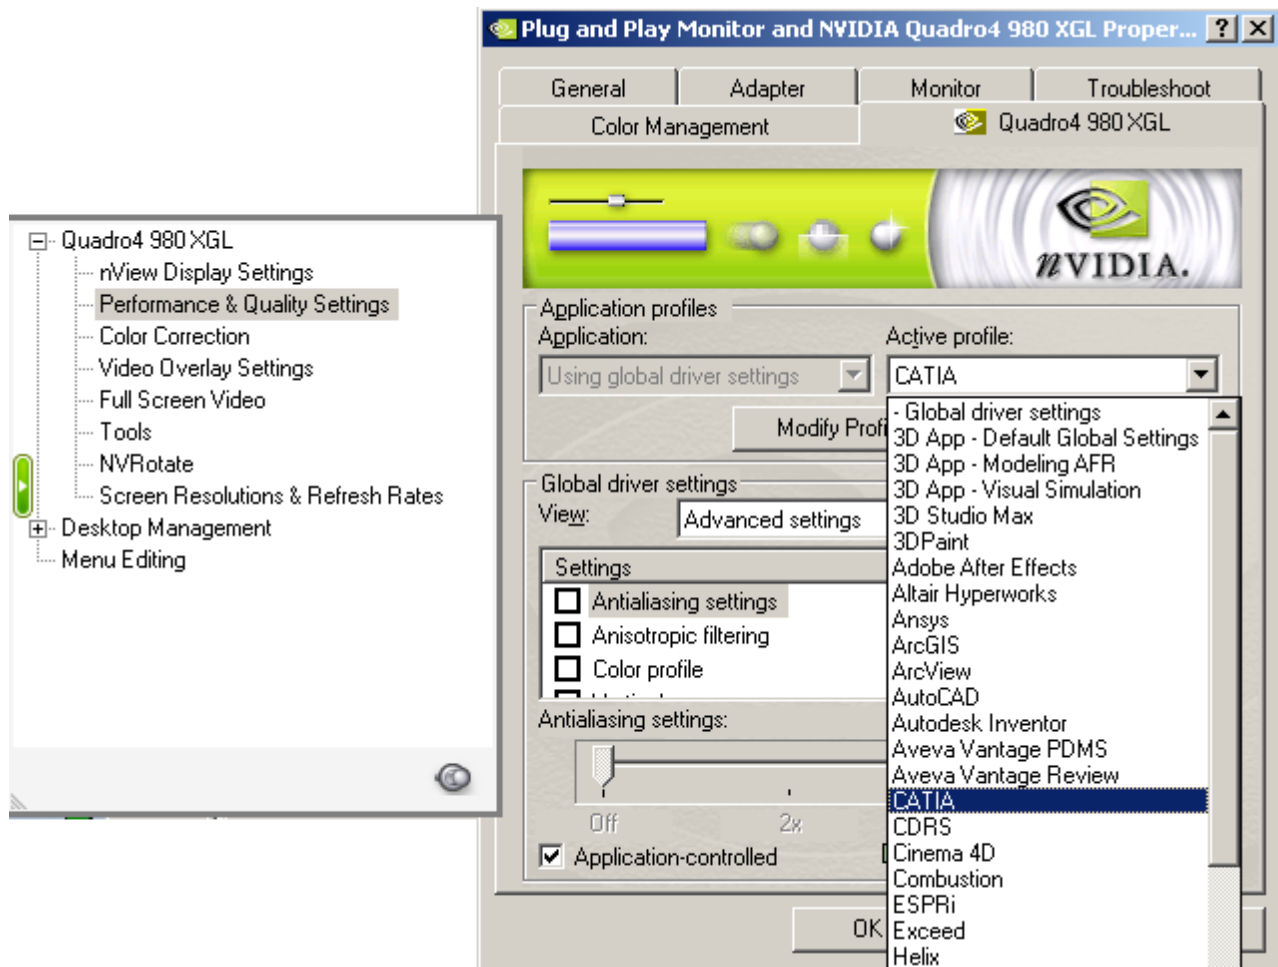 Plug and Play Monitor and NVIDIA Quadro4 980 XGL Proper...
General
Adapter
Monitor
Troubleshoot
Color Management
Quadro4 980 XGL
nVIDIA.
Quadro4 980 XGL
nView Display Settings
Performance & Quality Settings
Color Correction
Video Overlay Settings
Full Screen Video
Tools
NVRotate
Screen Resolutions & Refresh Rates
Desktop Management
Menu Editing
Application profiles
Application:
Active profile:
Using global driver settings
CATIA
Modify Profi
- Global driver settings
3D App - Default Global Settings
3D App - Modeling AFR
3D App - Visual Simulation
3D Studio Max
3DPaint
Adobe After Effects
Altair Hyperworks
Ansys
ArcGIS
ArcView
AutoCAD
Autodesk Inventor
Aveva Vantage PDMS
Aveva Vantage Review
CATIA
CDRS
Cinema 4D
Combustion
ESPRi
Exceed
Helix
Global driver settings
View:
Advanced settings
Settings
Antialiasing settings
Anisotropic filtering
Color profile
Antialiasing settings:
Off
2x
Application-controlled
OK